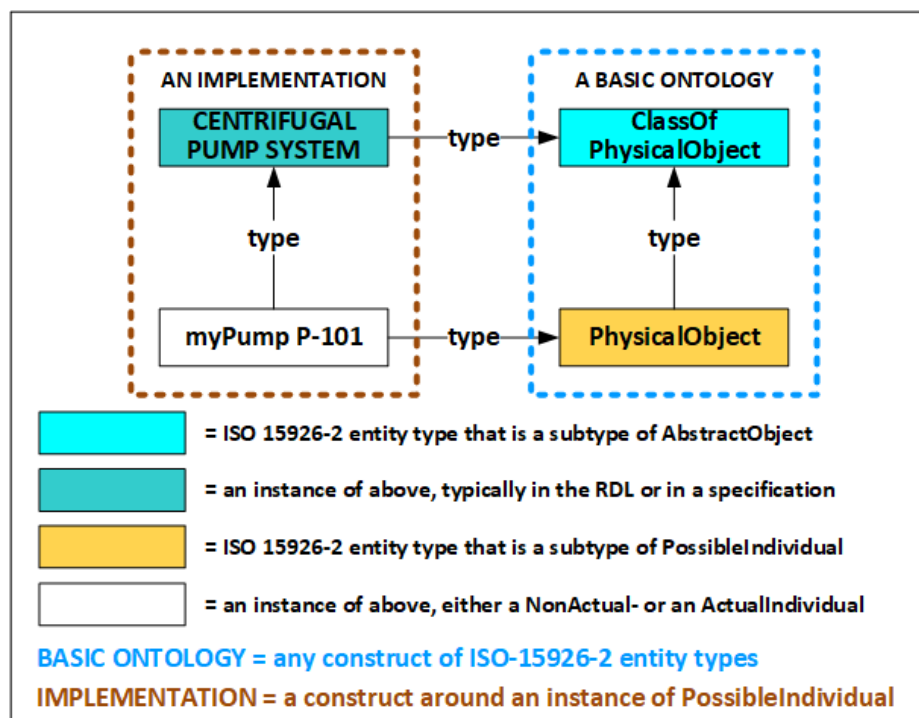 AN IMPLEMENTATION
A BASIC ONTOLOGY
CENTRIFUGAL
PUMP SYSTEM
type
ClassOf
PhysicalObject
type
type
myPump P-101
type
PhysicalObject
= ISO 15926-2 entity type that is a subtype of AbstractObject
= an instance of above, typically in the RDL or in a specification
= ISO 15926-2 entity type that is a subtype of PossibleIndividual
= an instance of above, either a NonActual- or an ActualIndividual
BASIC ONTOLOGY = any construct of ISO-15926-2 entity types
IMPLEMENTATION = a construct around an instance of PossibleIndividual